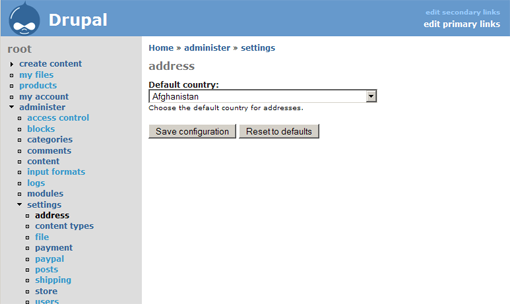 Drupal
edit secondary links
edit primary links
root
create content
my files
products
my account
administer
access control
blocks
categories
comments
content
input formats
logs
modules
settings
address
content types
file
payment
paypal
posts
shipping
store
users
Home » administer » settings
address
Default country:
Afghanistan
Choose the default country for addresses.
Save configuration Reset to defaults